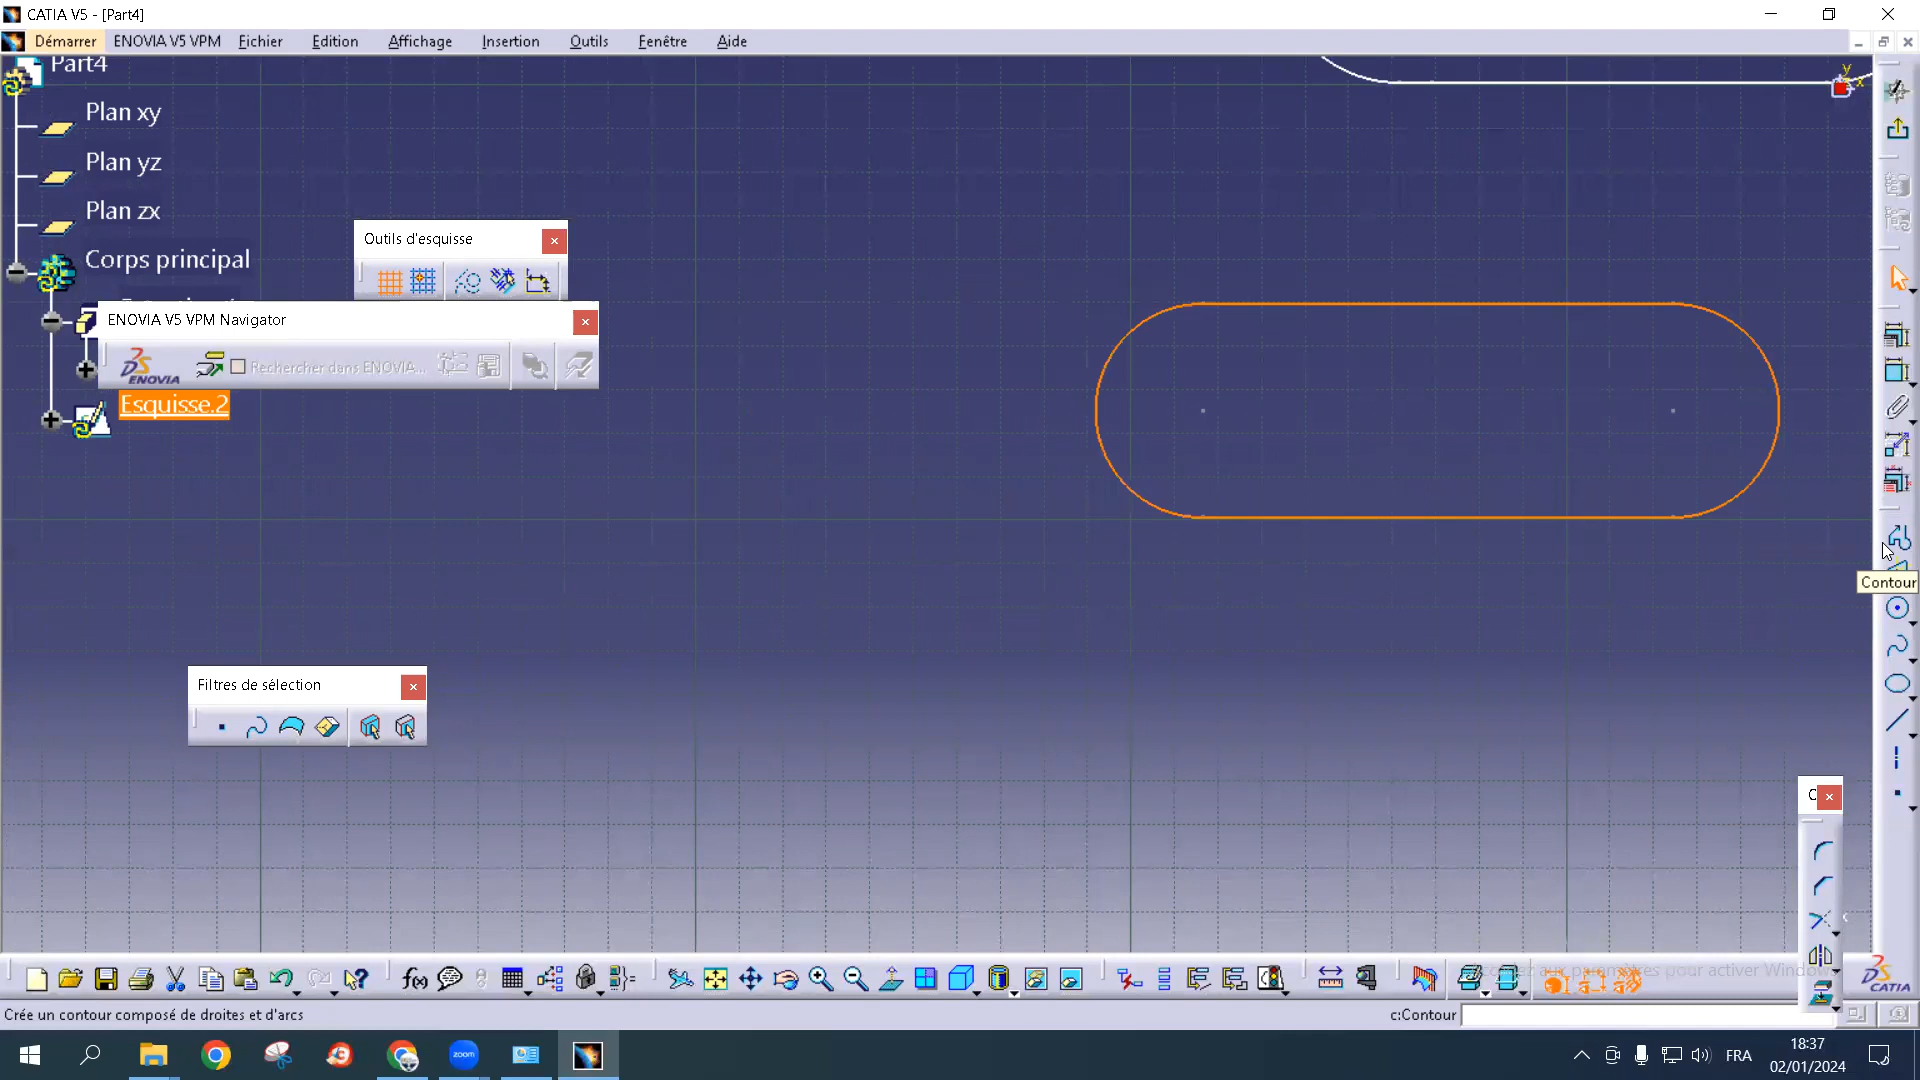 CATIA V5 - [Part4]
Démarrer ENOVIA V5 VPM Fichier Edition Affichage Insertion Outils Fenêtre Aide
Part4
y
x
Plan xy
Plan yz
Plan zx
Corps principal
Outils d'esquisse
ENOVIA V5 VPM Navigator
ENOVIA
Rechercher dans ENOVIA...
Esquisse.2
Contour
Filtres de sélection
C
f(x)
CATIA
Crée un contour composé de droites et d'arcs
c:Contour
zoom
FRA
18:37
02/01/2024